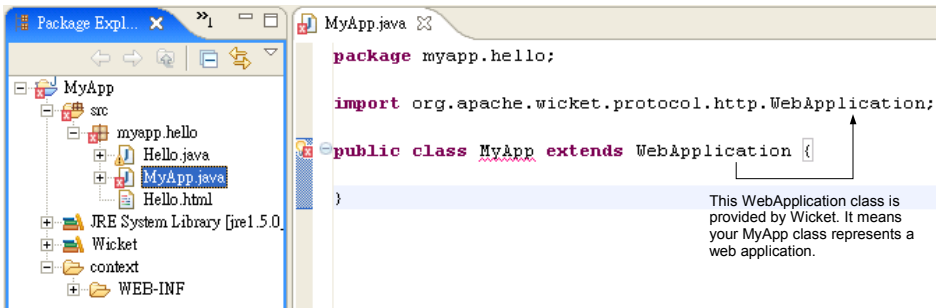 Package Expl...
»1
MyApp
src
myapp.hello
Hello.java
MyApp.java
Hello.html
JRE System Library [jre1.5.0_
Wicket
context
WEB-INF
MyApp.java
package myapp.hello;
import org.apache.wicket.protocol.http.WebApplication;
public class MyApp extends WebApplication {
}
This WebApplication class is
provided by Wicket. It means
your MyApp class represents a
web application.